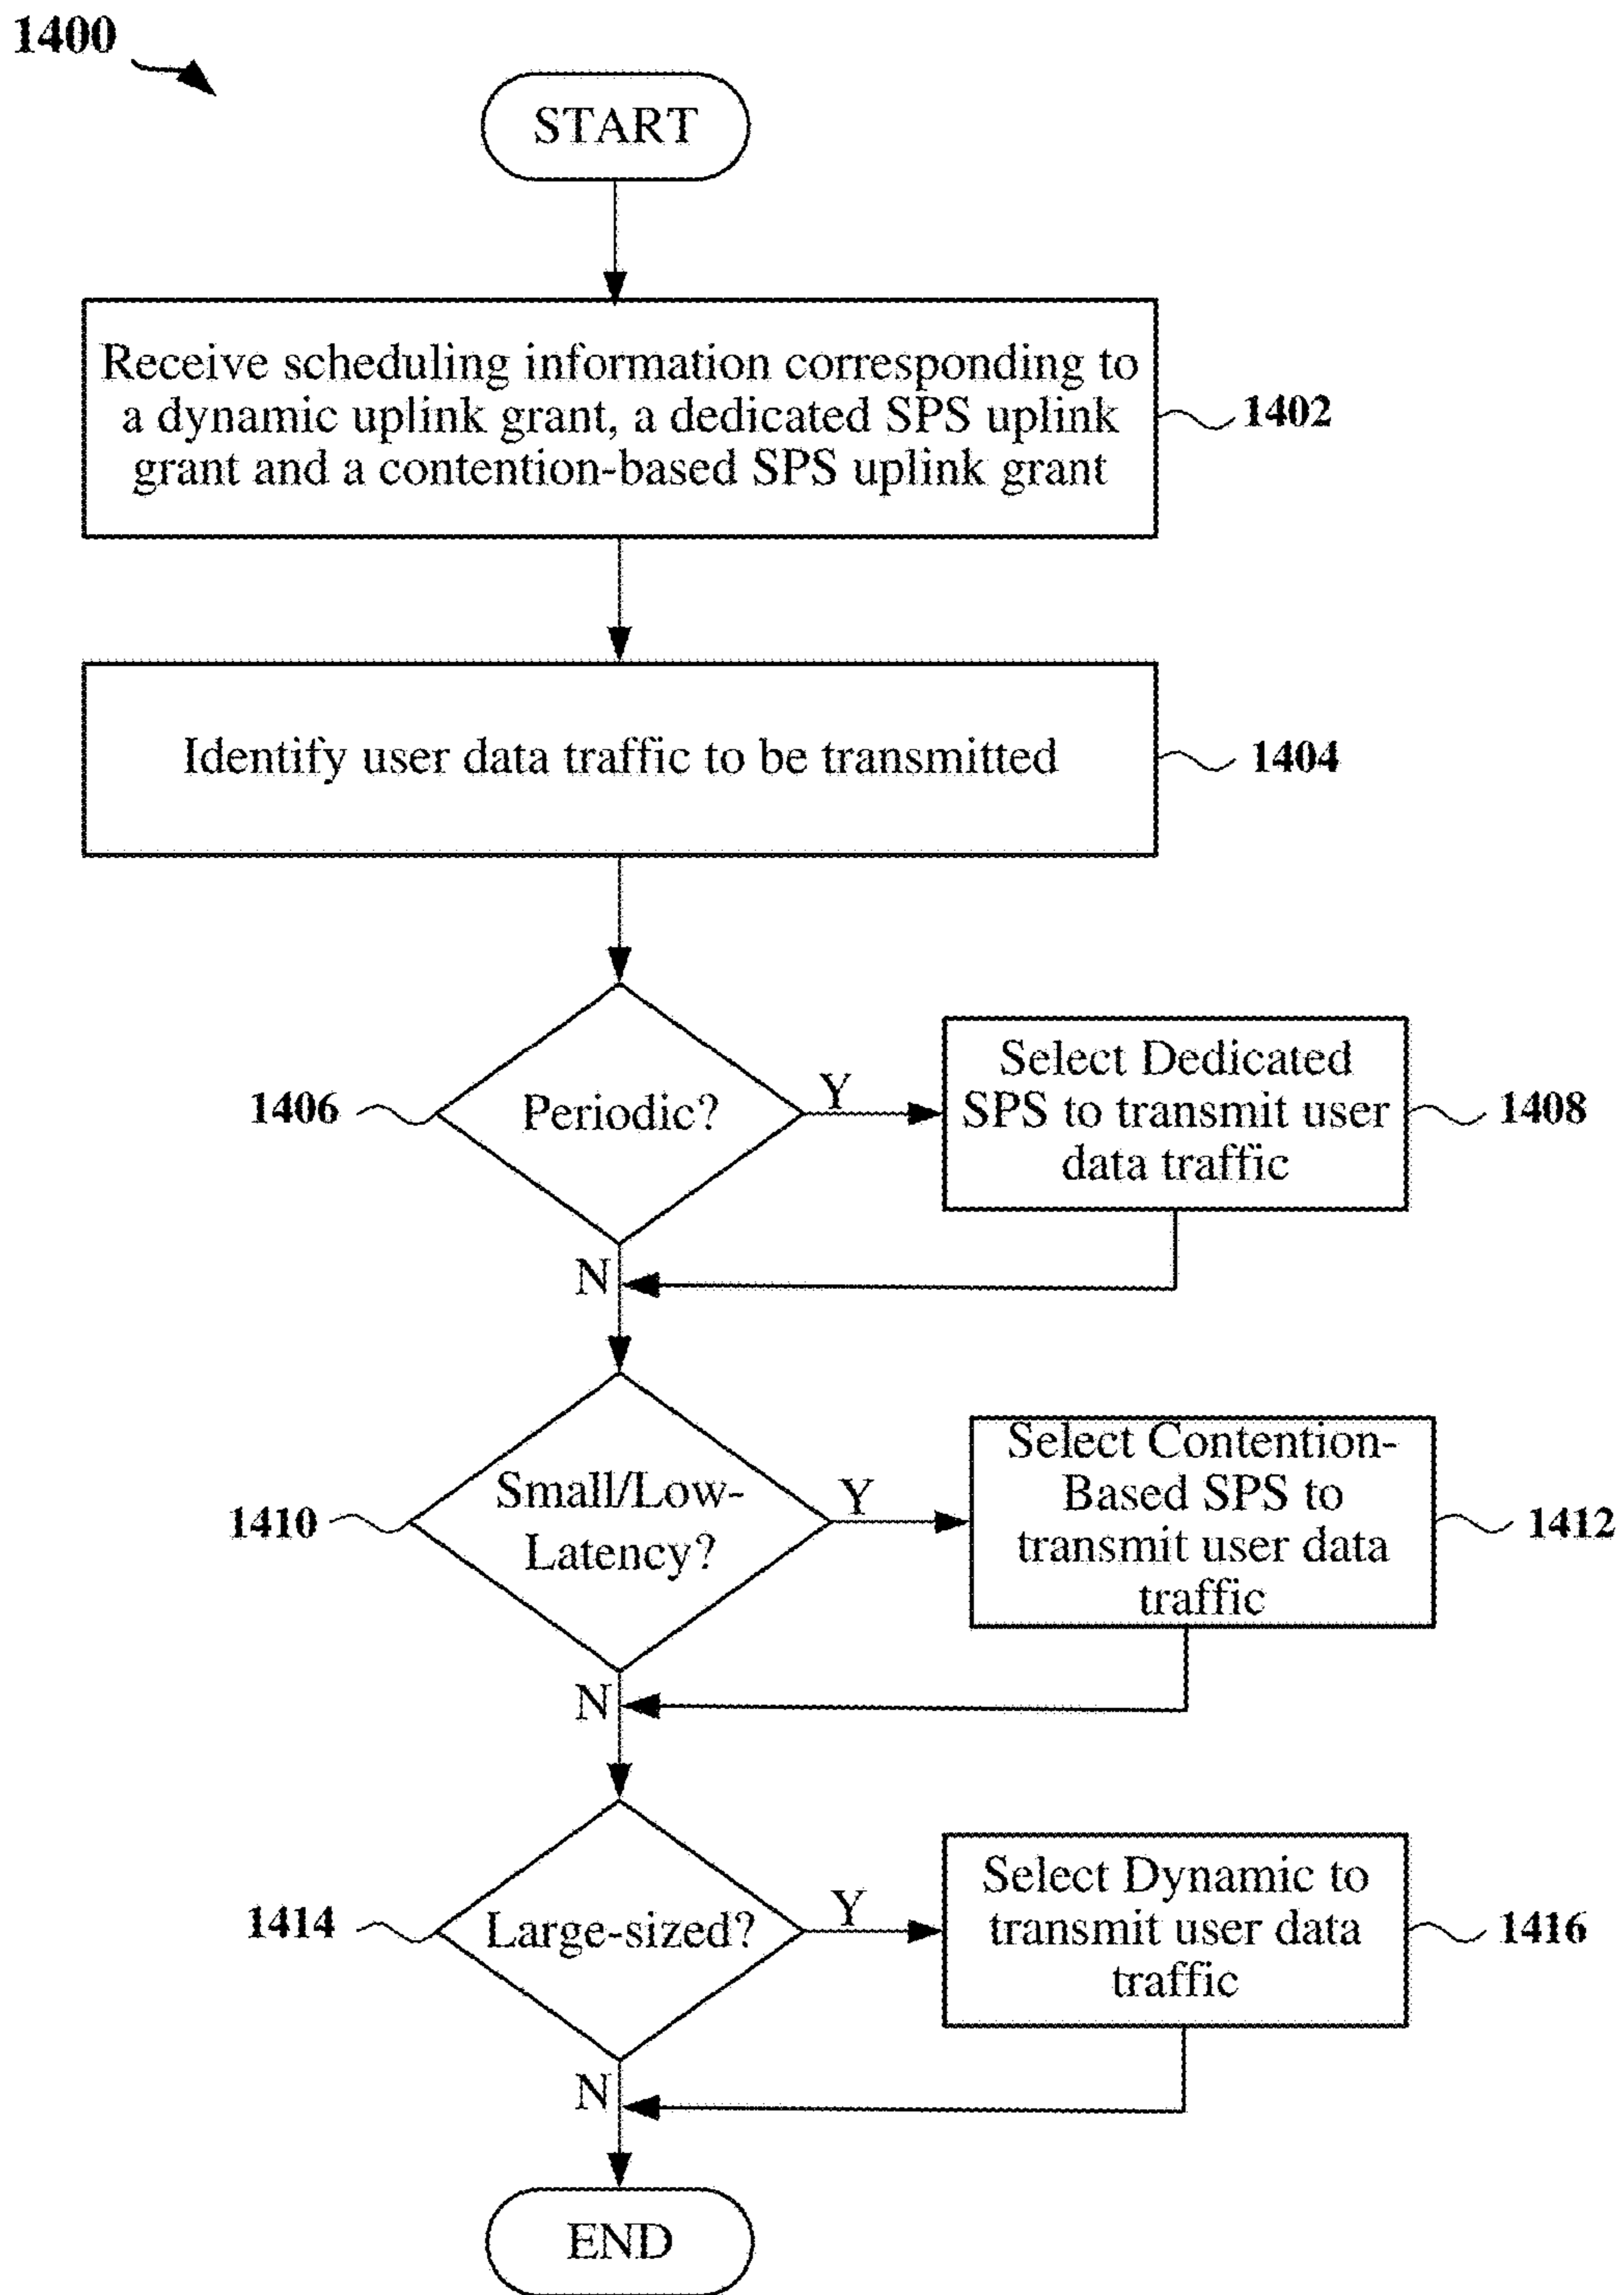 1400
START
Receive scheduling information corresponding to
a dynamic uplink grant, a dedicated SPS uplink
grant and a contention-based SPS uplink grant
1402
Identify user data traffic to be transmitted
1404
1406
Periodic?
Y
Select Dedicated
SPS to transmit user
data traffic
1408
N
1410
Small/Low-
Latency?
Y
Select Contention-
Based SPS to
transmit user data
traffic
1412
N
1414
Large-sized?
Y
Select Dynamic to
transmit user data
traffic
1416
N
END